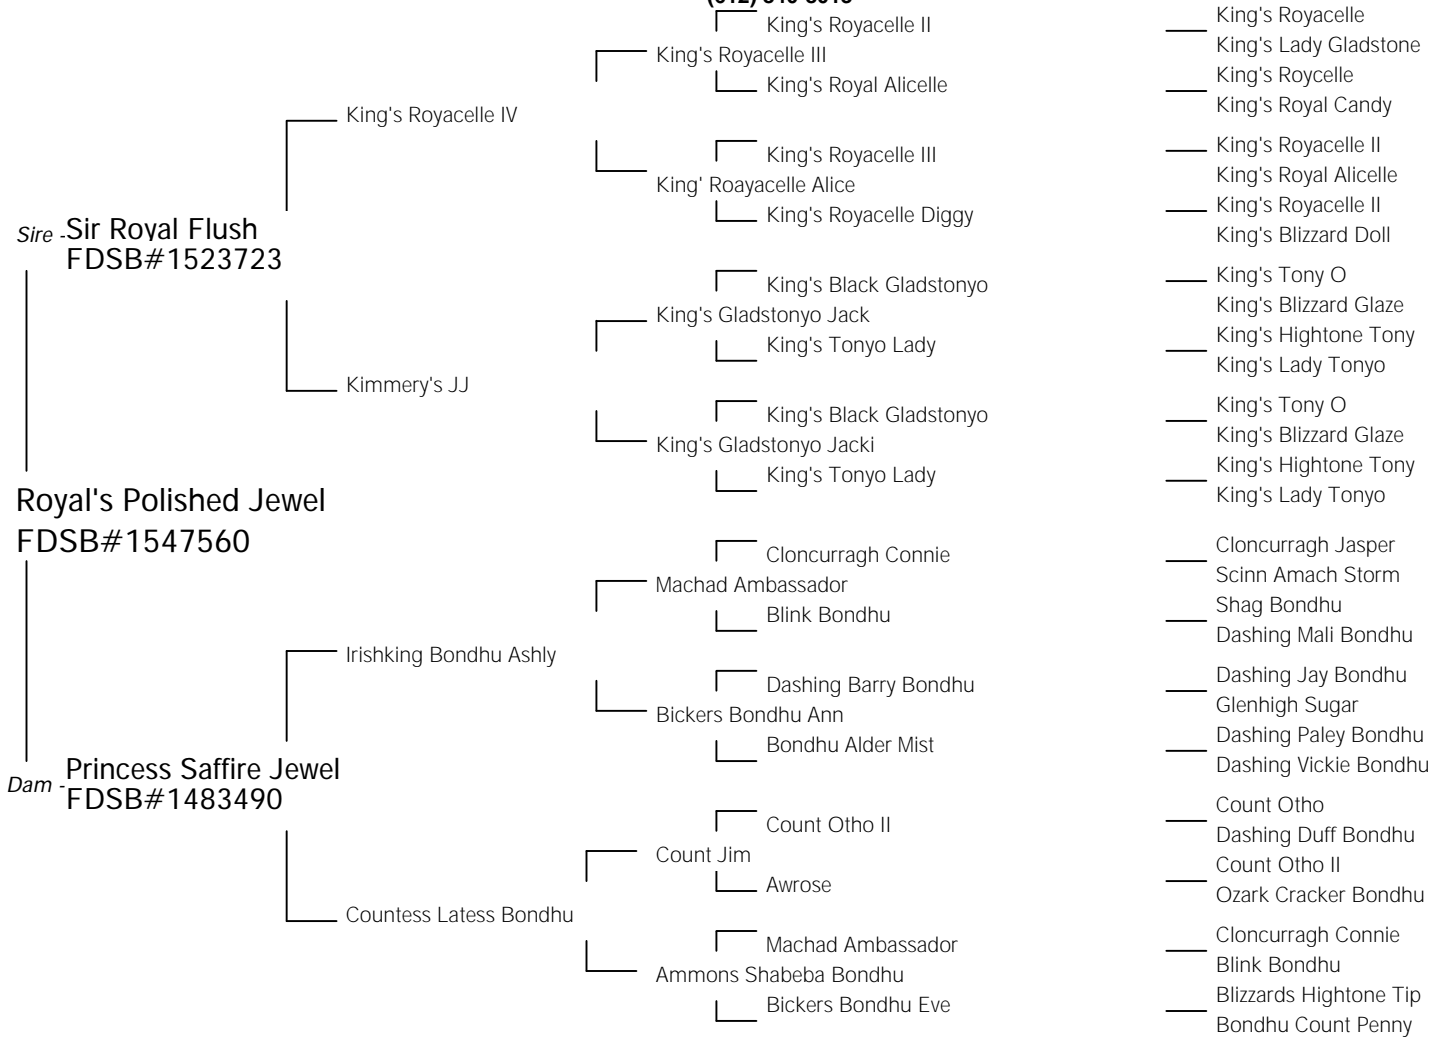 King's Royacelle II
King's Royacelle III
King's Royal Alicelle
King's Royacelle IV
King's Royacelle III
King' Roayacelle Alice
King's Royacelle Diggy
Sire - Sir Royal Flush
FDSB#1523723
King's Black Gladstonyo
King's Gladstonyo Jack
King's Tonyo Lady
Kimmery's JJ
King's Black Gladstonyo
King's Gladstonyo Jacki
King's Tonyo Lady
Royal's Polished Jewel
FDSB#1547560
Cloncurragh Connie
Machad Ambassador
Blink Bondhu
Irishking Bondhu Ashly
Dashing Barry Bondhu
Bickers Bondhu Ann
Bondhu Alder Mist
Dam - Princess Saffire Jewel
FDSB#1483490
Count Otho II
Count Jim
Awrose
Countess Latess Bondhu
Machad Ambassador
Ammons Shabeba Bondhu
Bickers Bondhu Eve
King's Royacelle
King's Lady Gladstone
King's Roycelle
King's Royal Candy
King's Royacelle II
King's Royal Alicelle
King's Royacelle II
King's Blizzard Doll
King's Tony O
King's Blizzard Glaze
King's Hightone Tony
King's Lady Tonyo
King's Tony O
King's Blizzard Glaze
King's Hightone Tony
King's Lady Tonyo
Cloncurragh Jasper
Scinn Amach Storm
Shag Bondhu
Dashing Mali Bondhu
Dashing Jay Bondhu
Glenhigh Sugar
Dashing Paley Bondhu
Dashing Vickie Bondhu
Count Otho
Dashing Duff Bondhu
Count Otho II
Ozark Cracker Bondhu
Cloncurragh Connie
Blink Bondhu
Blizzards Hightone Tip
Bondhu Count Penny